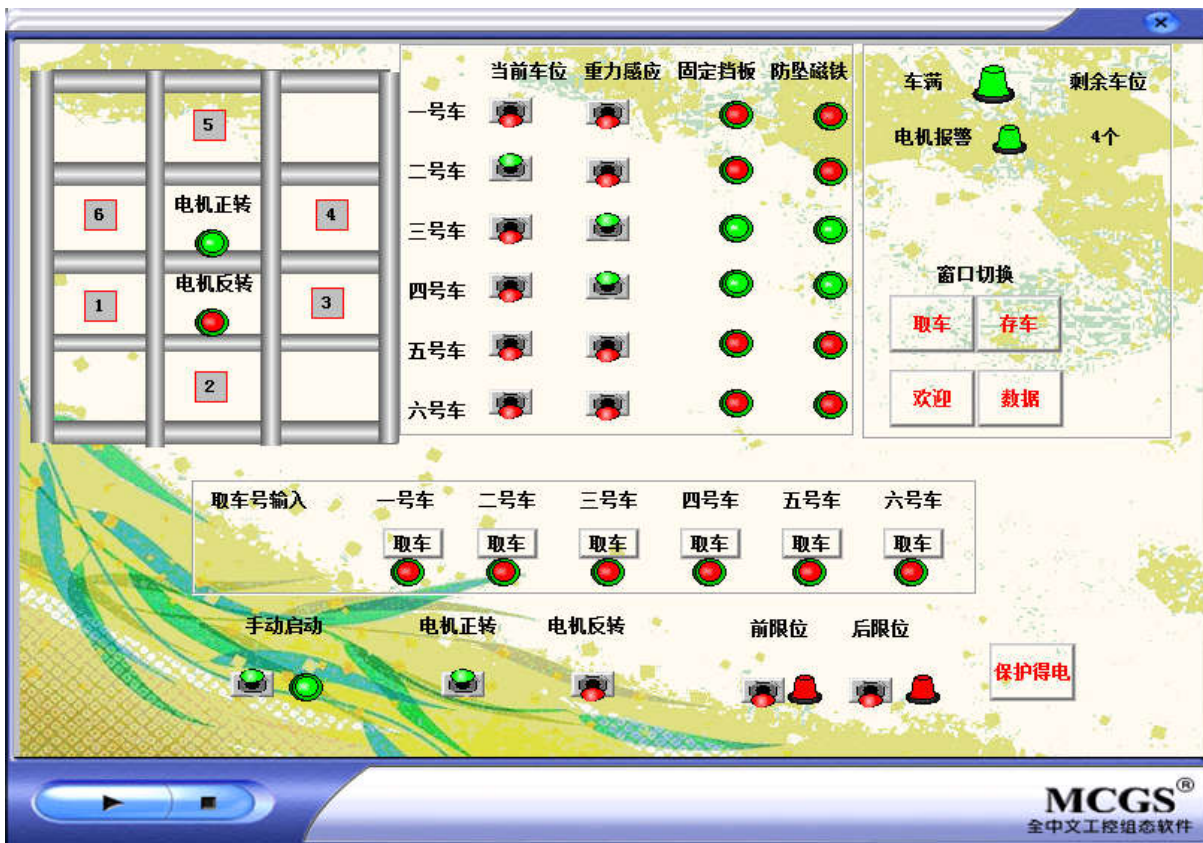 当前车位 重力感应 固定挡板 防坠磁铁
车满 剩余车位
5
一号车
电机报警 4个
二号车
6 电机正转 4
三号车
电机反转
窗口切换
1 3
四号车
取车 存车
五号车
2
欢迎 数据
六号车
取车号输入 一号车 二号车 三号车 四号车 五号车 六号车
取车 取车 取车 取车 取车 取车
手动启动 电机正转 电机反转 前限位 后限位
保护得电
MCGS®
全中文工控组态软件